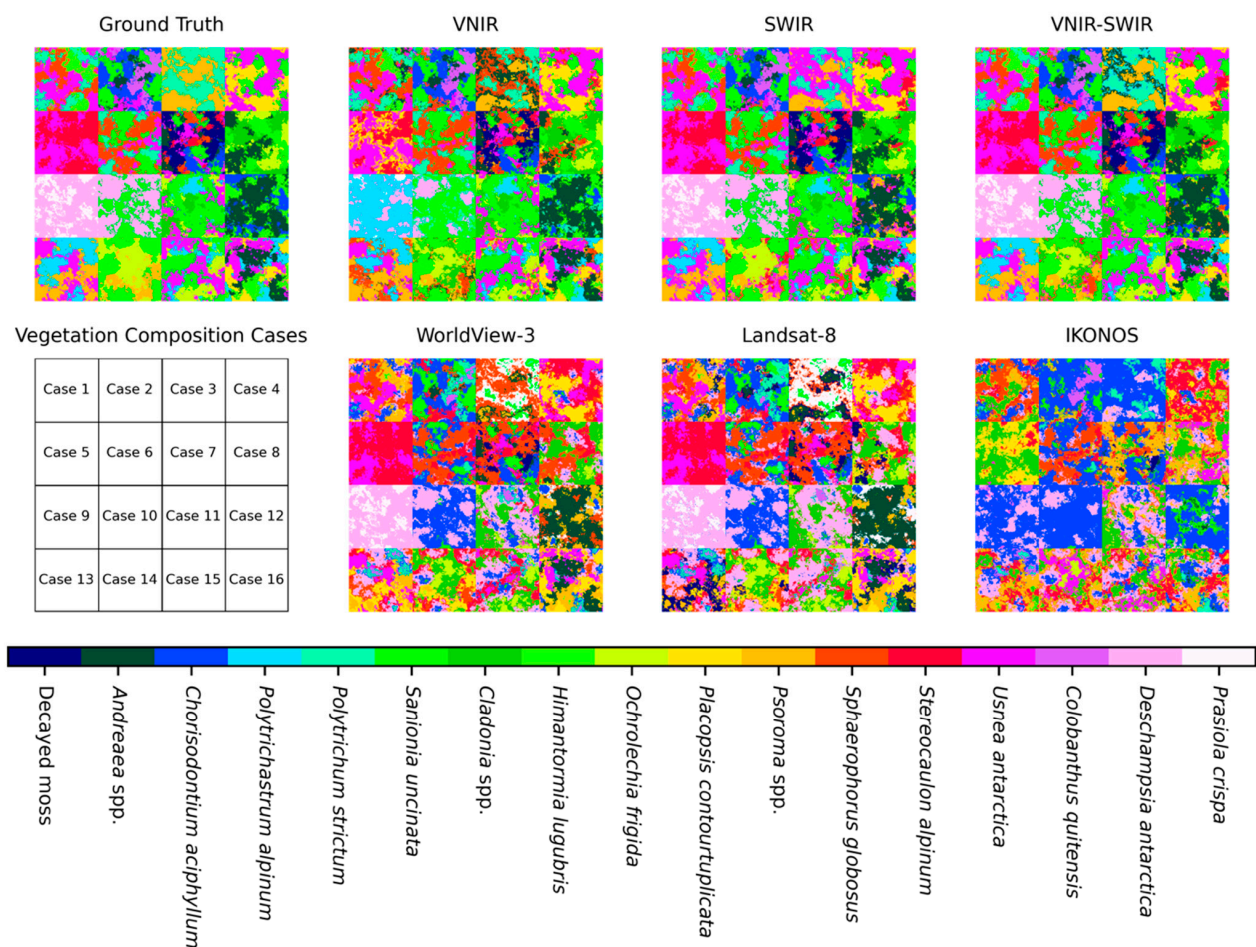 Ground Truth
VNIR
SWIR
VNIR-SWIR
Vegetation Composition Cases
WorldView-3
Landsat-8
IKONOS
Case 1
Case 2
Case 3
Case 4
Case 5
Case 6
Case 7
Case 8
Case 9
Case 10
Case 11
Case 12
Case 13
Case 14
Case 15
Case 16
Decayed moss
Andreaea spp.
Chorisodontium aciphyllum
Polytrichastrum alpinum
Polytrichum strictum
Sanionia uncinata
Cladonia spp.
Himantormia lugubris
Ochrolechia frigida
Placopsis contourtuplicata
Psoroma spp.
Sphaerophorus globosus
Stereocaulon alpinum
Usnea antarctica
Colobanthus quitensis
Deschampsia antarctica
Prasiola crispa